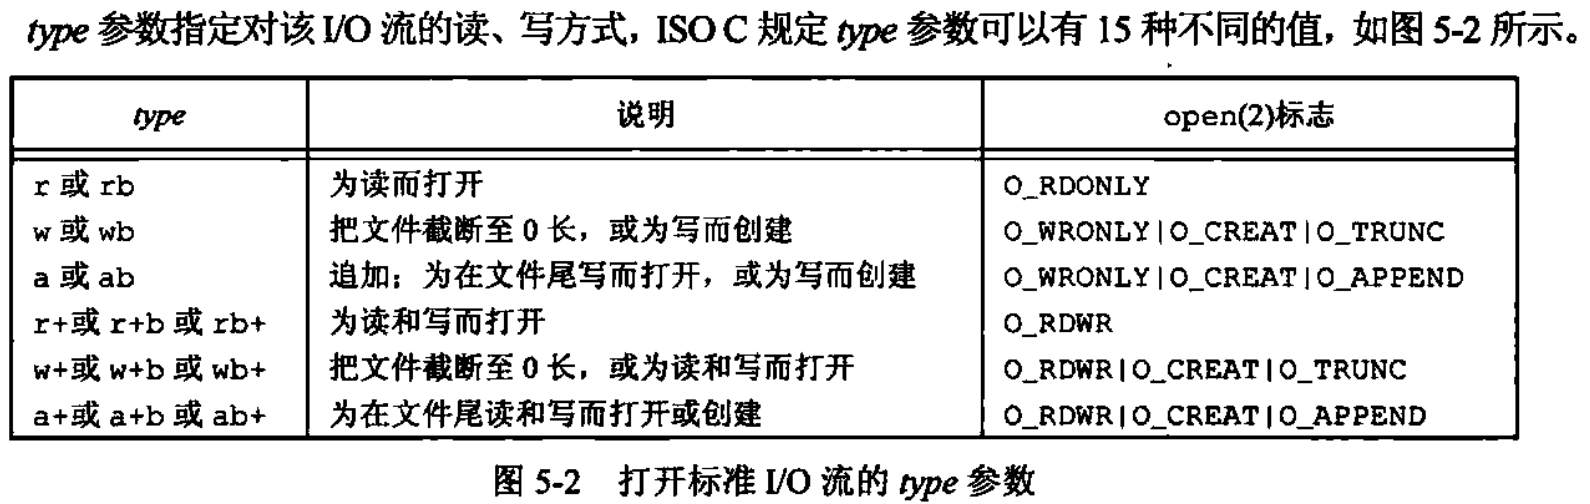 type 参数指定对该 I/O 流的读、写方式，ISO C 规定 type 参数可以有 15 种不同的值，如图 5-2 所示。
type 说明 open(2)标志
r 或 rb 为读而打开 O_RDONLY
w 或 wb 把文件截断至 0 长，或为写而创建 O_WRONLY|O_CREAT|O_TRUNC
a 或 ab 追加；为在文件尾写而打开，或为写而创建 O_WRONLY|O_CREAT|O_APPEND
r+或 r+b 或 rb+ 为读和写而打开 O_RDWR
w+或 w+b 或 wb+ 把文件截断至 0 长，或为读和写而打开 O_RDWR|O_CREAT|O_TRUNC
a+或 a+b 或 ab+ 为在文件尾读和写而打开或创建 O_RDWR|O_CREAT|O_APPEND
图 5-2 打开标准 I/O 流的 type 参数